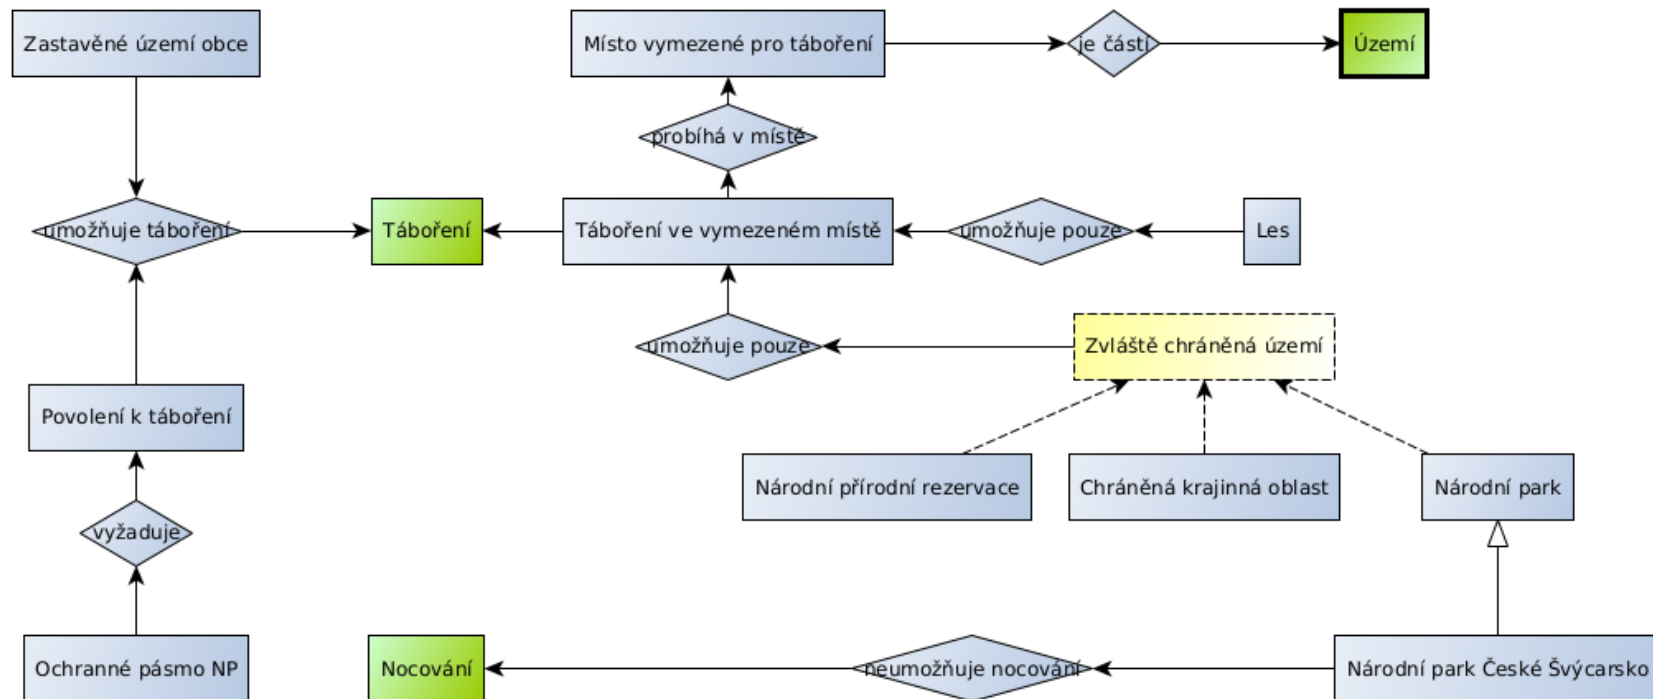 Zastavěné území obce
Místo vymezené pro táboření
je částí
Území
probíhá v místě
umožňuje táboření
Táboření
Táboření ve vymezeném místě
umožňuje pouze
Les
umožňuje pouze
Zvláště chráněná území
Povolení k táboření
Národní přírodní rezervace
Chráněná krajinná oblast
Národní park
vyžaduje
Ochranné pásmo NP
Nocování
neumožňuje nocování
Národní park České Švýcarsko